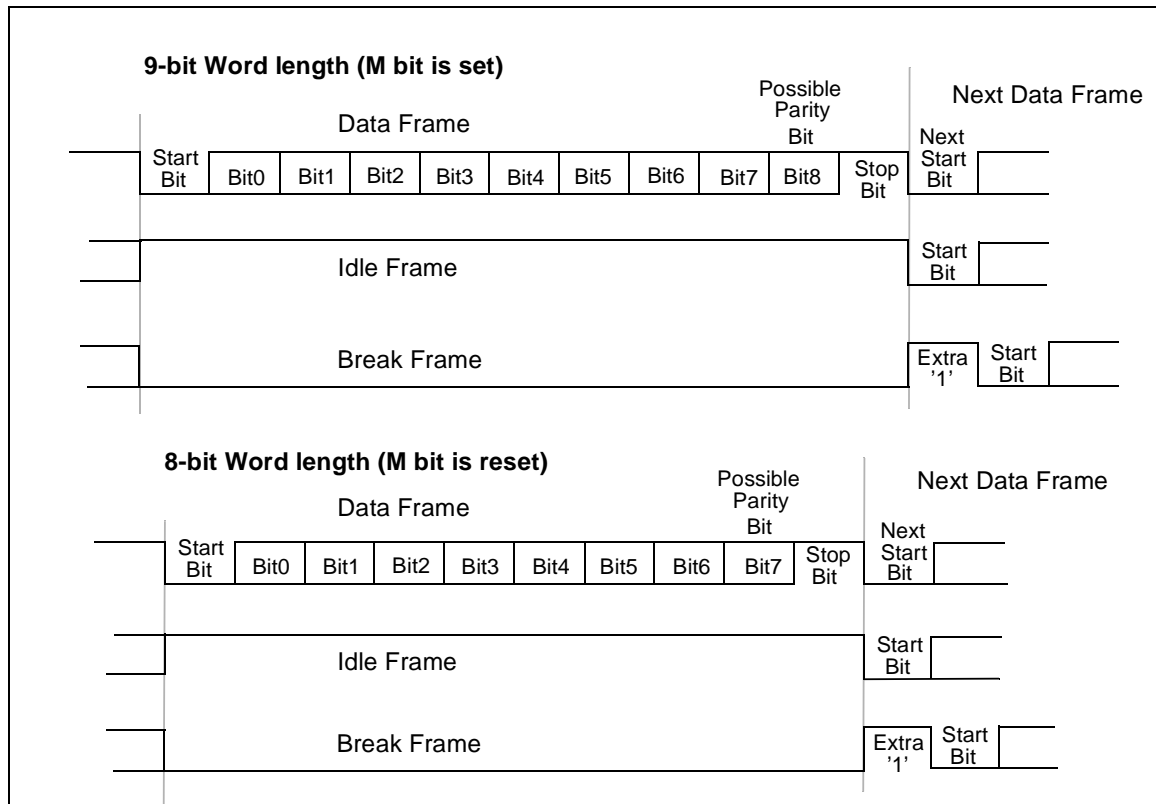 9-bit Word length (M bit is set)
Possible
Parity
Bit
Next Data Frame
Data Frame
Start
Bit
Bit0
Bit1
Bit2
Bit3
Bit4
Bit5
Bit6
Bit7
Bit8
Stop
Bit
Next
Start
Bit
Idle Frame
Start
Bit
Break Frame
Extra
'1'
Start
Bit
8-bit Word length (M bit is reset)
Possible
Parity
Bit
Next Data Frame
Data Frame
Start
Bit
Bit0
Bit1
Bit2
Bit3
Bit4
Bit5
Bit6
Bit7
Stop
Bit
Next
Start
Bit
Idle Frame
Start
Bit
Break Frame
Extra
'1'
Start
Bit